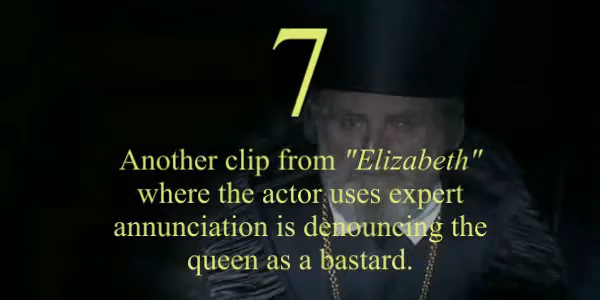 7
Another clip from "Elizabeth"
where the actor uses expert
annunciation is denouncing the
queen as a bastard.